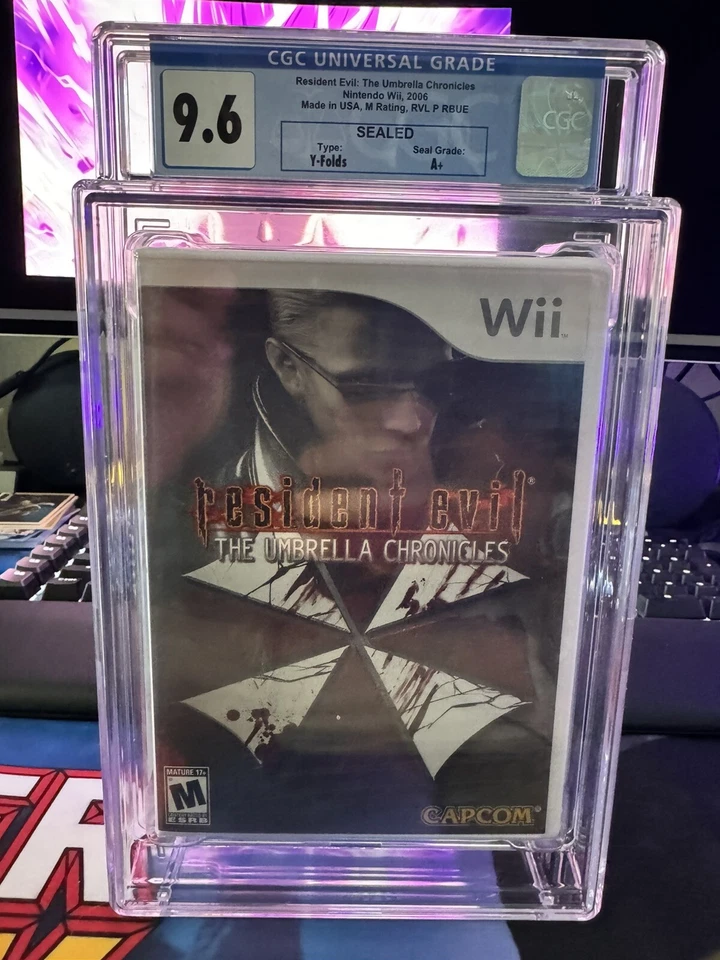 CGC UNIVERSAL GRADE
9.6
Resident Evil: The Umbrella Chronicles
Nintendo Wii, 2006
Made in USA, M Rating, RVL P RBUE
SEALED
Type: Seal Grade:
Y-Folds A+
CGC
Wii
resident evil®
THE UMBRELLA CHRONICLES
MATURE 17+
M
ESRB
CAPCOM®